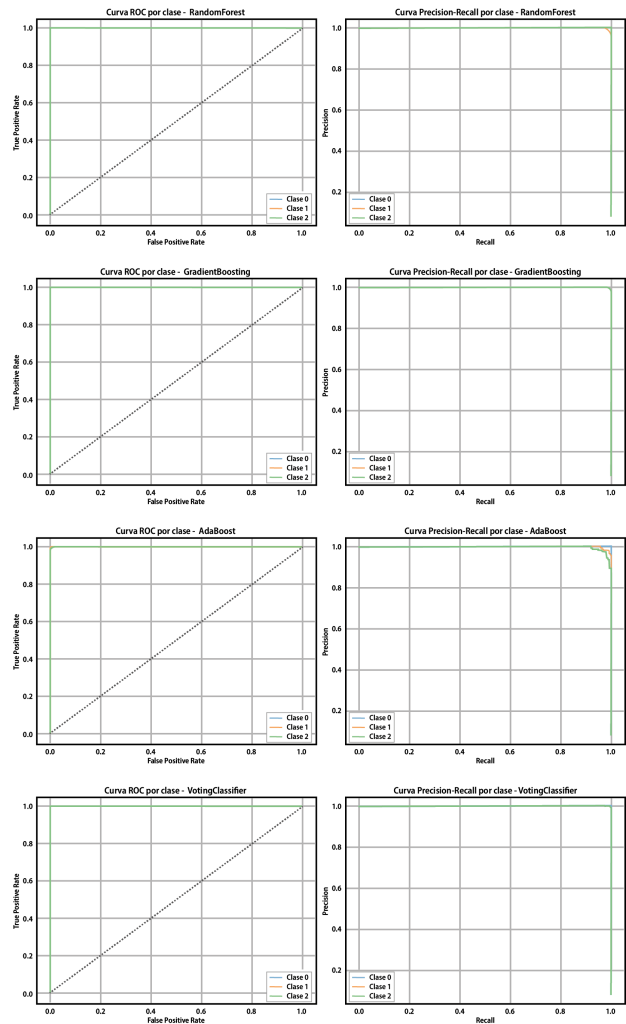 Curva ROC por clase - RandomForest
True Positive Rate
1.0
0.8
0.6
0.4
0.2
0.0
Clase 0
Clase 1
Clase 2
0.0 0.2 0.4 0.6 0.8 1.0
False Positive Rate
Curva Precision-Recall por clase - RandomForest
Precision
1.0
0.8
0.6
0.4
0.2
Clase 0
Clase 1
Clase 2
0.0 0.2 0.4 0.6 0.8 1.0
Recall
Curva ROC por clase - GradientBoosting
True Positive Rate
1.0
0.8
0.6
0.4
0.2
0.0
Clase 0
Clase 1
Clase 2
0.0 0.2 0.4 0.6 0.8 1.0
False Positive Rate
Curva Precision-Recall por clase - GradientBoosting
Precision
1.0
0.8
0.6
0.4
0.2
Clase 0
Clase 1
Clase 2
0.0 0.2 0.4 0.6 0.8 1.0
Recall
Curva ROC por clase - AdaBoost
True Positive Rate
1.0
0.8
0.6
0.4
0.2
0.0
Clase 0
Clase 1
Clase 2
0.0 0.2 0.4 0.6 0.8 1.0
False Positive Rate
Curva Precision-Recall por clase - AdaBoost
Precision
1.0
0.8
0.6
0.4
0.2
Clase 0
Clase 1
Clase 2
0.0 0.2 0.4 0.6 0.8 1.0
Recall
Curva ROC por clase - VotingClassifier
True Positive Rate
1.0
0.8
0.6
0.4
0.2
0.0
Clase 0
Clase 1
Clase 2
0.0 0.2 0.4 0.6 0.8 1.0
False Positive Rate
Curva Precision-Recall por clase - VotingClassifier
Precision
1.0
0.8
0.6
0.4
0.2
Clase 0
Clase 1
Clase 2
0.0 0.2 0.4 0.6 0.8 1.0
Recall